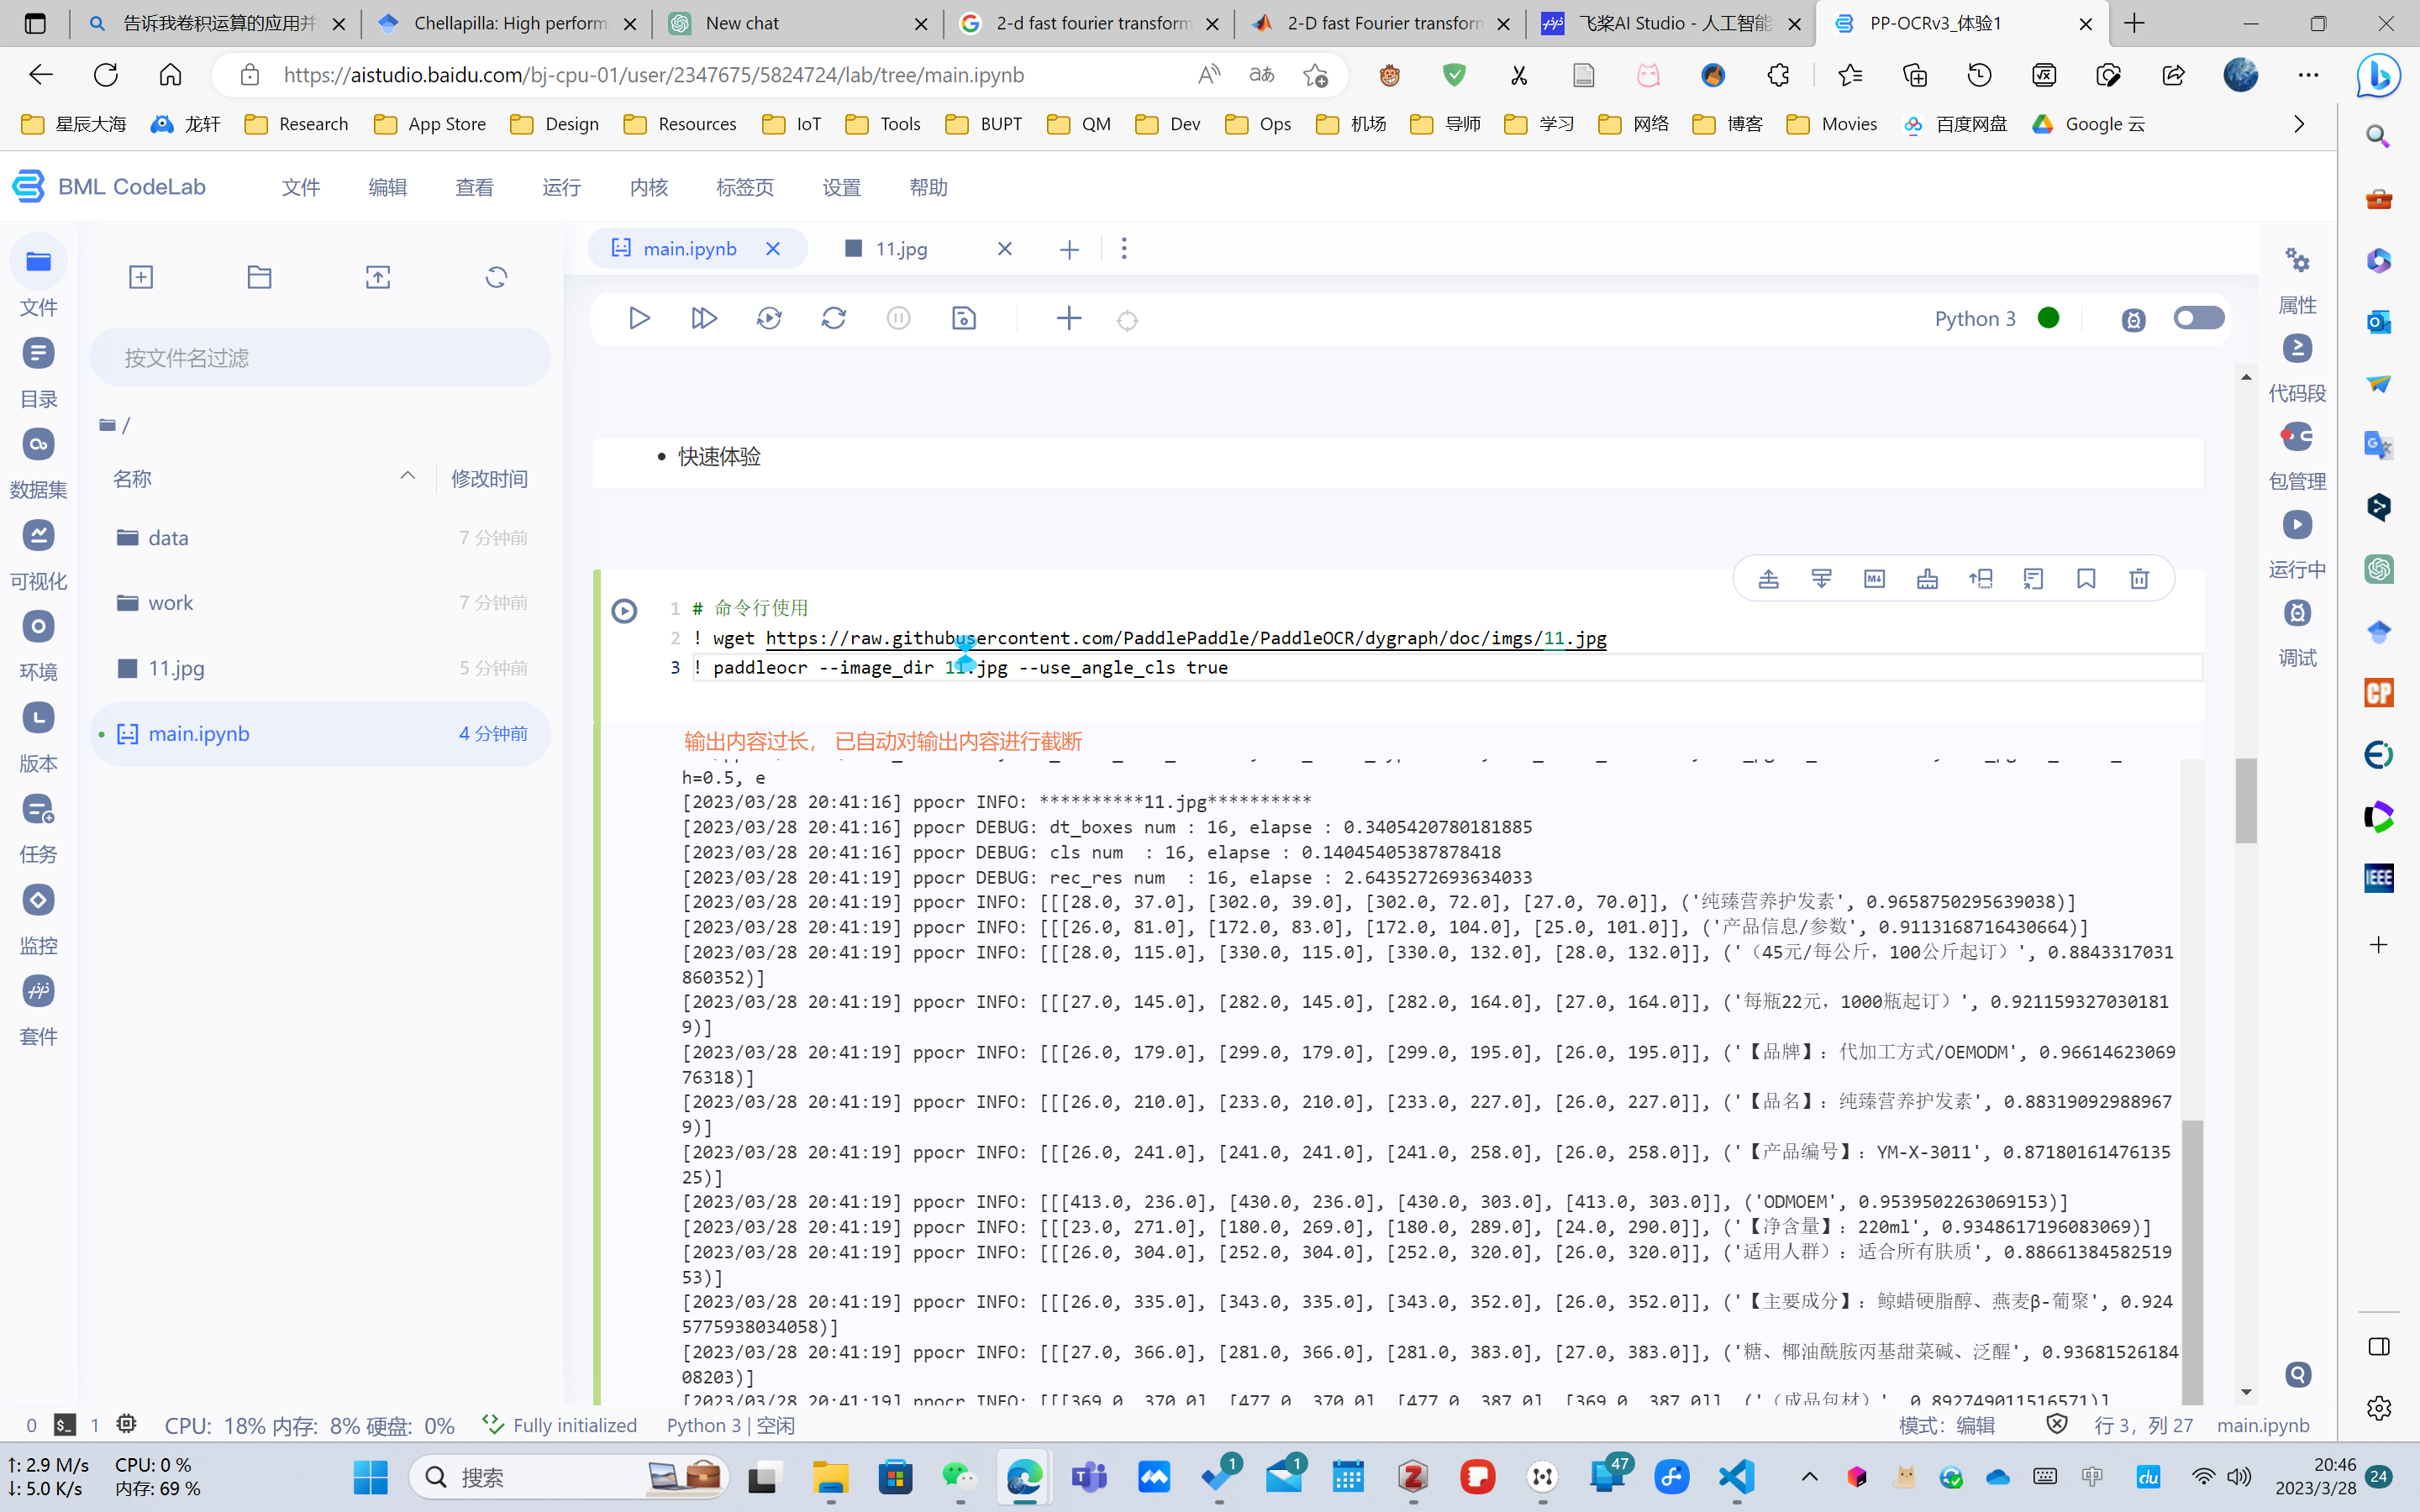 告诉我卷积运算的应用并
Chellapilla: High perform
New chat
2-d fast fourier transform
2-D fast Fourier transform
飞桨AI Studio - 人工智能
PP-OCRv3_体验1
https://aistudio.baidu.com/bj-cpu-01/user/2347675/5824724/lab/tree/main.ipynb
星辰大海 龙轩 Research App Store Design Resources IoT Tools BUPT QM Dev Ops 机场 导师 学习 网络 博客 Movies 百度网盘 Google 云
BML CodeLab 文件 编辑 查看 运行 内核 标签页 设置 帮助
文件
目录
数据集
可视化
环境
版本
任务
监控
套件
按文件名过滤
/
名称 修改时间
data 7 分钟前
work 7 分钟前
11.jpg 5 分钟前
main.ipynb 4 分钟前
main.ipynb 11.jpg
Python 3
快速体验
1 # 命令行使用
2 ! wget https://raw.githubusercontent.com/PaddlePaddle/PaddleOCR/dygraph/doc/imgs/11.jpg
3 ! paddleocr --image_dir 11.jpg --use_angle_cls true
输出内容过长， 已自动对输出内容进行截断
h=0.5, e
[2023/03/28 20:41:16] ppocr INFO: **********11.jpg**********
[2023/03/28 20:41:16] ppocr DEBUG: dt_boxes num : 16, elapse : 0.3405420780181885
[2023/03/28 20:41:16] ppocr DEBUG: cls num  : 16, elapse : 0.14045405387878418
[2023/03/28 20:41:19] ppocr DEBUG: rec_res num  : 16, elapse : 2.6435272693634033
[2023/03/28 20:41:19] ppocr INFO: [[[28.0, 37.0], [302.0, 39.0], [302.0, 72.0], [27.0, 70.0]], ('纯臻营养护发素', 0.9658750295639038)]
[2023/03/28 20:41:19] ppocr INFO: [[[26.0, 81.0], [172.0, 83.0], [172.0, 104.0], [25.0, 101.0]], ('产品信息/参数', 0.9113168716430664)]
[2023/03/28 20:41:19] ppocr INFO: [[[28.0, 115.0], [330.0, 115.0], [330.0, 132.0], [28.0, 132.0]], ('（45元/每公斤，100公斤起订）', 0.8843317031
860352)]
[2023/03/28 20:41:19] ppocr INFO: [[[27.0, 145.0], [282.0, 145.0], [282.0, 164.0], [27.0, 164.0]], ('每瓶22元，1000瓶起订）', 0.921159327030181
9)]
[2023/03/28 20:41:19] ppocr INFO: [[[26.0, 179.0], [299.0, 179.0], [299.0, 195.0], [26.0, 195.0]], ('【品牌】：代加工方式/OEMODM', 0.96614623069
76318)]
[2023/03/28 20:41:19] ppocr INFO: [[[26.0, 210.0], [233.0, 210.0], [233.0, 227.0], [26.0, 227.0]], ('【品名】：纯臻营养护发素', 0.88319092988967
9)]
[2023/03/28 20:41:19] ppocr INFO: [[[26.0, 241.0], [241.0, 241.0], [241.0, 258.0], [26.0, 258.0]], ('【产品编号】：YM-X-3011', 0.87180161476135
25)]
[2023/03/28 20:41:19] ppocr INFO: [[[413.0, 236.0], [430.0, 236.0], [430.0, 303.0], [413.0, 303.0]], ('ODMOEM', 0.9539502263069153)]
[2023/03/28 20:41:19] ppocr INFO: [[[23.0, 271.0], [180.0, 269.0], [180.0, 289.0], [24.0, 290.0]], ('【净含量】：220ml', 0.9348617196083069)]
[2023/03/28 20:41:19] ppocr INFO: [[[26.0, 304.0], [252.0, 304.0], [252.0, 320.0], [26.0, 320.0]], ('适用人群）：适合所有肤质', 0.88661384582519
53)]
[2023/03/28 20:41:19] ppocr INFO: [[[26.0, 335.0], [343.0, 335.0], [343.0, 352.0], [26.0, 352.0]], ('【主要成分】：鲸蜡硬脂醇、燕麦β-葡聚', 0.924
5775938034058)]
[2023/03/28 20:41:19] ppocr INFO: [[[27.0, 366.0], [281.0, 366.0], [281.0, 383.0], [27.0, 383.0]], ('糖、椰油酰胺丙基甜菜碱、泛醒', 0.93681526184
08203)]
[2023/03/28 20:41:19] ppocr INFO: [[[369.0, 370.0], [477.0, 370.0], [477.0, 387.0], [369.0, 387.0]], ('（成品包材）', 0.892749011516571)]
属性
代码段
包管理
运行中
调试
0 1 CPU: 18% 内存: 8% 硬盘: 0% Fully initialized Python 3 | 空闲 模式: 编辑 行 3，列 27 main.ipynb
↑: 2.9 M/s CPU: 0 %
↓: 5.0 K/s 内存: 69 %
搜索
1
1
47
中
20:46
2023/3/28
24
CP
IEEE